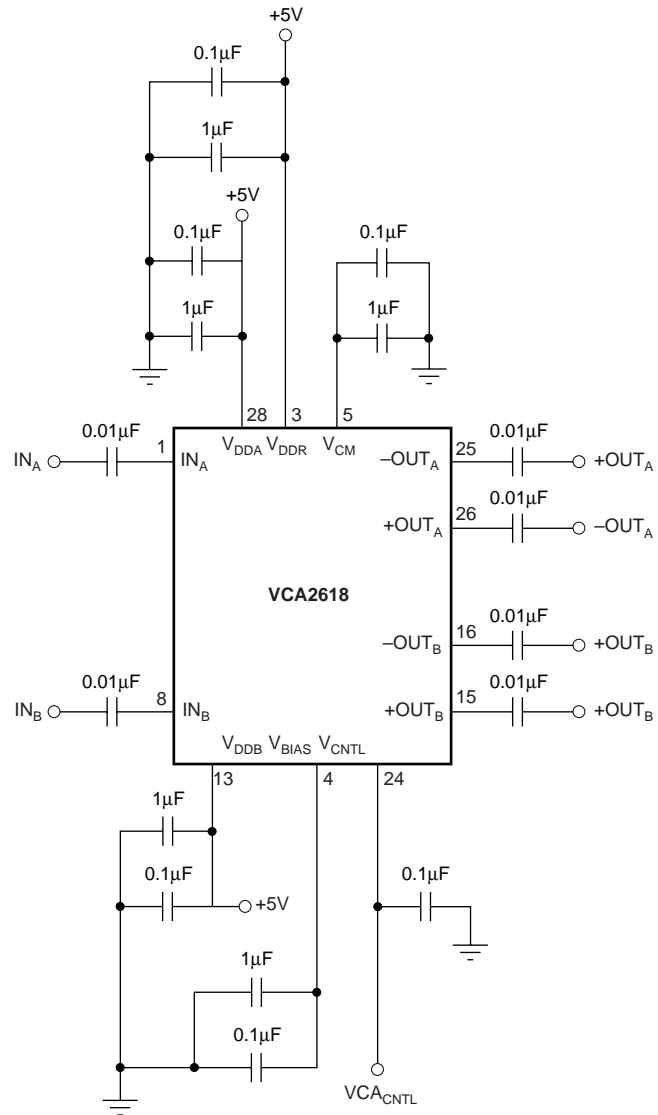 +5V
0.1µF
1µF
+5V
0.1µF
0.1µF
1µF
1µF
28 3 5
0.01µF
0.01µF
IN_A 1 IN_A V_DDA V_DDR V_CM –OUT_A 25 +OUT_A
0.01µF
+OUT_A 26 –OUT_A
VCA2618
0.01µF
–OUT_B 16 +OUT_B
0.01µF
0.01µF
IN_B 8 IN_B +OUT_B 15 +OUT_B
V_DDB V_BIAS V_CNTL
13 4 24
1µF
0.1µF
0.1µF
+5V
1µF
0.1µF
VCA_CNTL